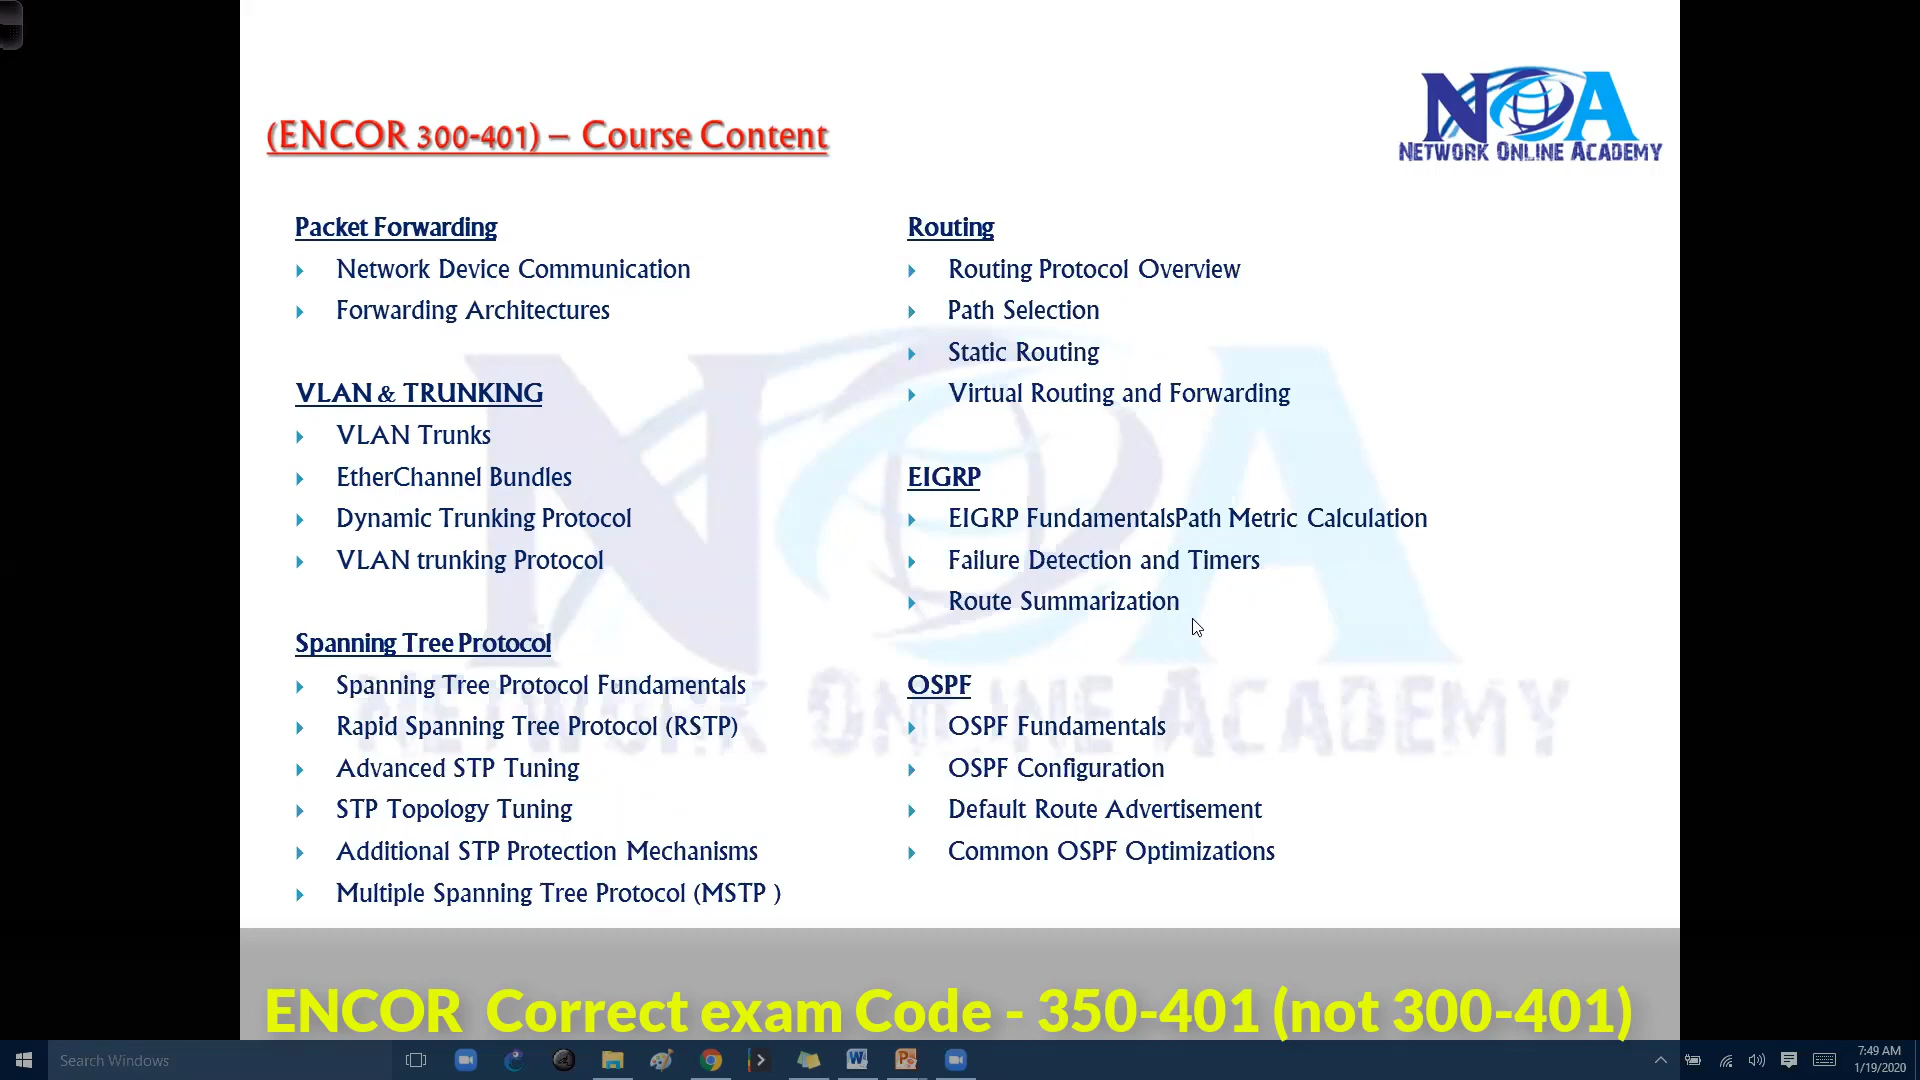 (ENCOR 300-401) – Course Content
NOA
NETWORK ONLINE ACADEMY
Packet Forwarding
Network Device Communication
Forwarding Architectures
VLAN & TRUNKING
VLAN Trunks
EtherChannel Bundles
Dynamic Trunking Protocol
VLAN trunking Protocol
Spanning Tree Protocol
Spanning Tree Protocol Fundamentals
Rapid Spanning Tree Protocol (RSTP)
Advanced STP Tuning
STP Topology Tuning
Additional STP Protection Mechanisms
Multiple Spanning Tree Protocol (MSTP )
Routing
Routing Protocol Overview
Path Selection
Static Routing
Virtual Routing and Forwarding
EIGRP
EIGRP FundamentalsPath Metric Calculation
Failure Detection and Timers
Route Summarization
OSPF
OSPF Fundamentals
OSPF Configuration
Default Route Advertisement
Common OSPF Optimizations
NOA
NETWORK ONLINE ACADEMY
ENCOR Correct exam Code - 350-401 (not 300-401)
Search Windows
7:49 AM
1/19/2020